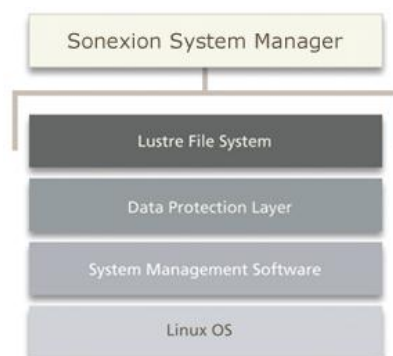 Sonexion System Manager
Lustre File System
Data Protection Layer
System Management Software
Linux OS